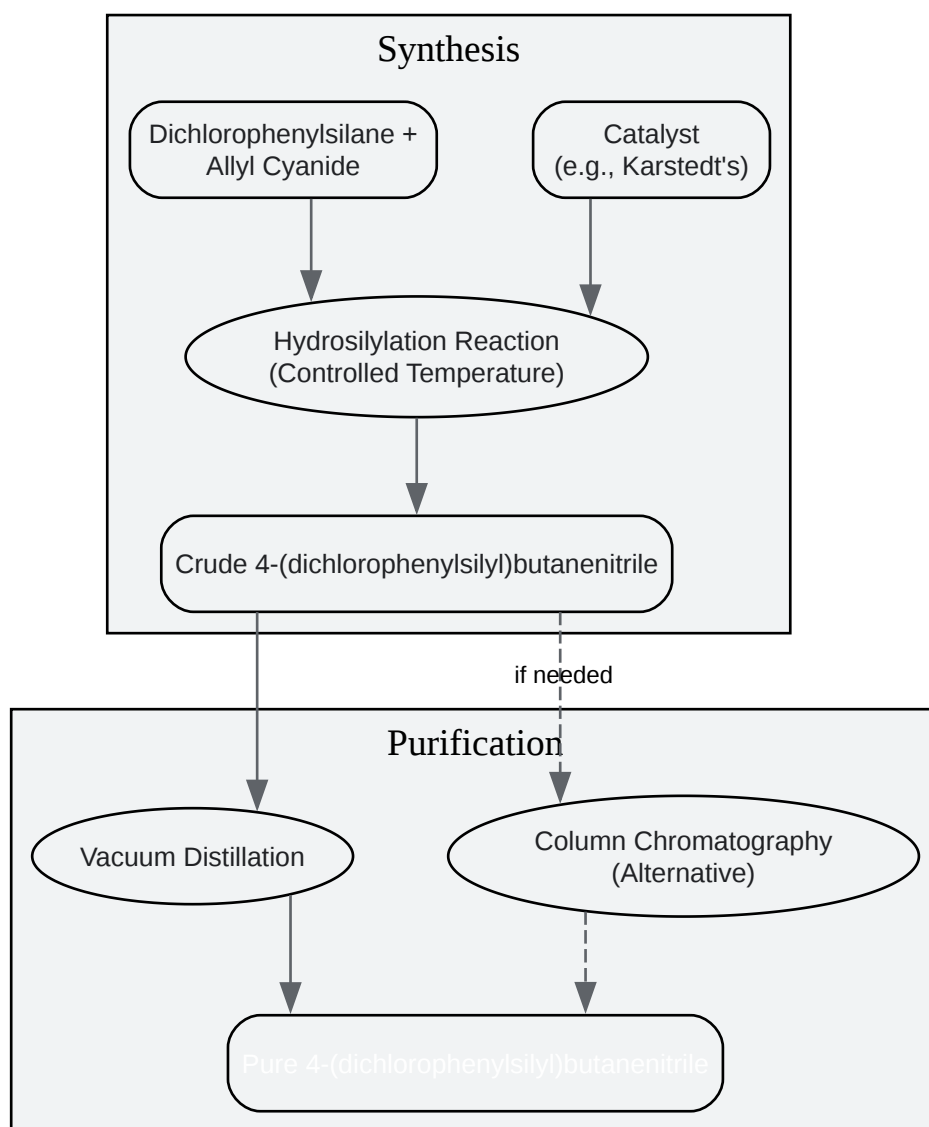 Synthesis
Dichlorophenylsilane +
Allyl Cyanide
Catalyst
(e.g., Karstedt's)
Hydrosilylation Reaction
(Controlled Temperature)
Crude 4-(dichlorophenylsilyl)butanenitrile
if needed
Purification
Vacuum Distillation
Column Chromatography
(Alternative)
Pure 4-(dichlorophenylsilyl)butanenitrile